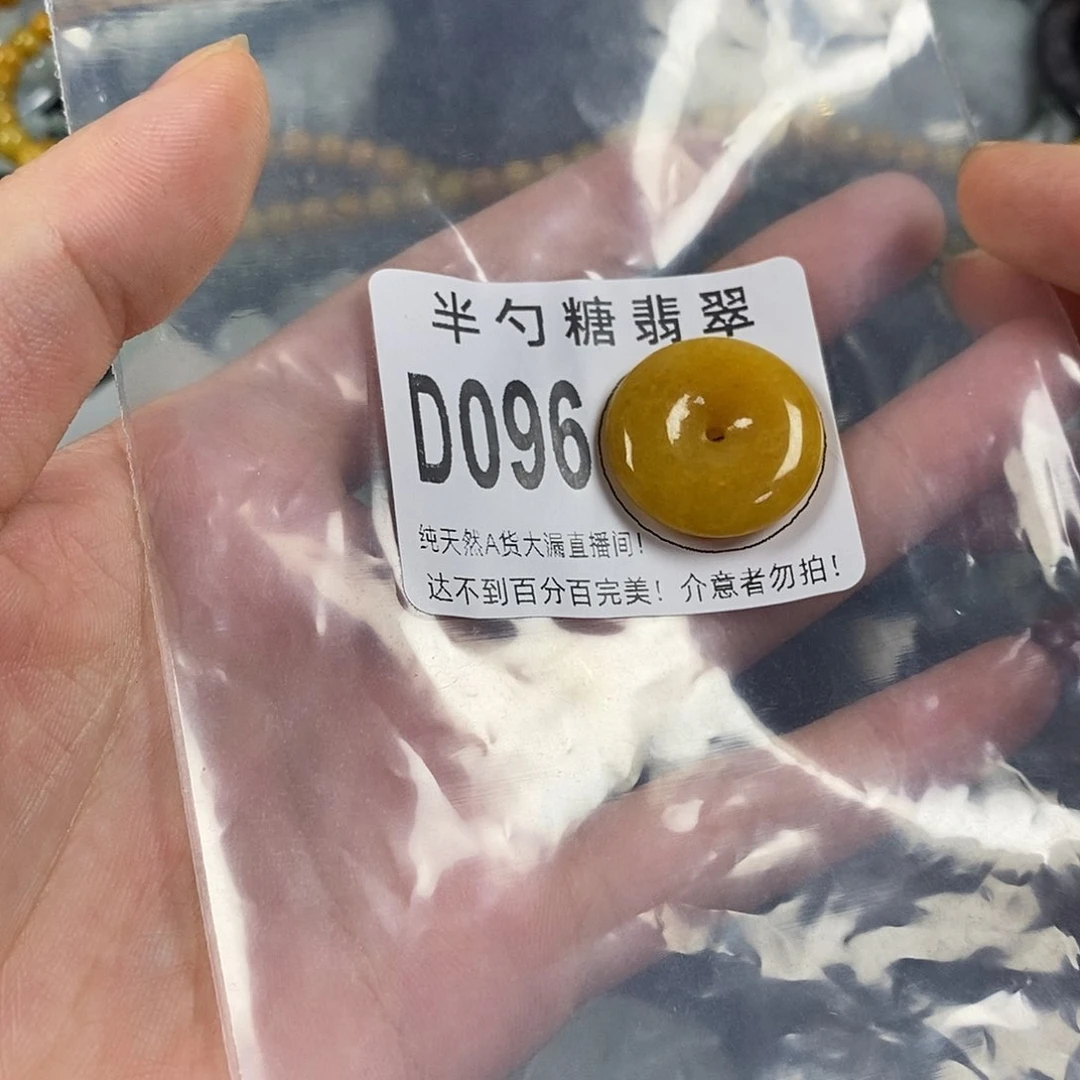 半勺糖翡翠
D096
纯天然A货大漏直播间！
达不到百分百完美！介意者勿拍！